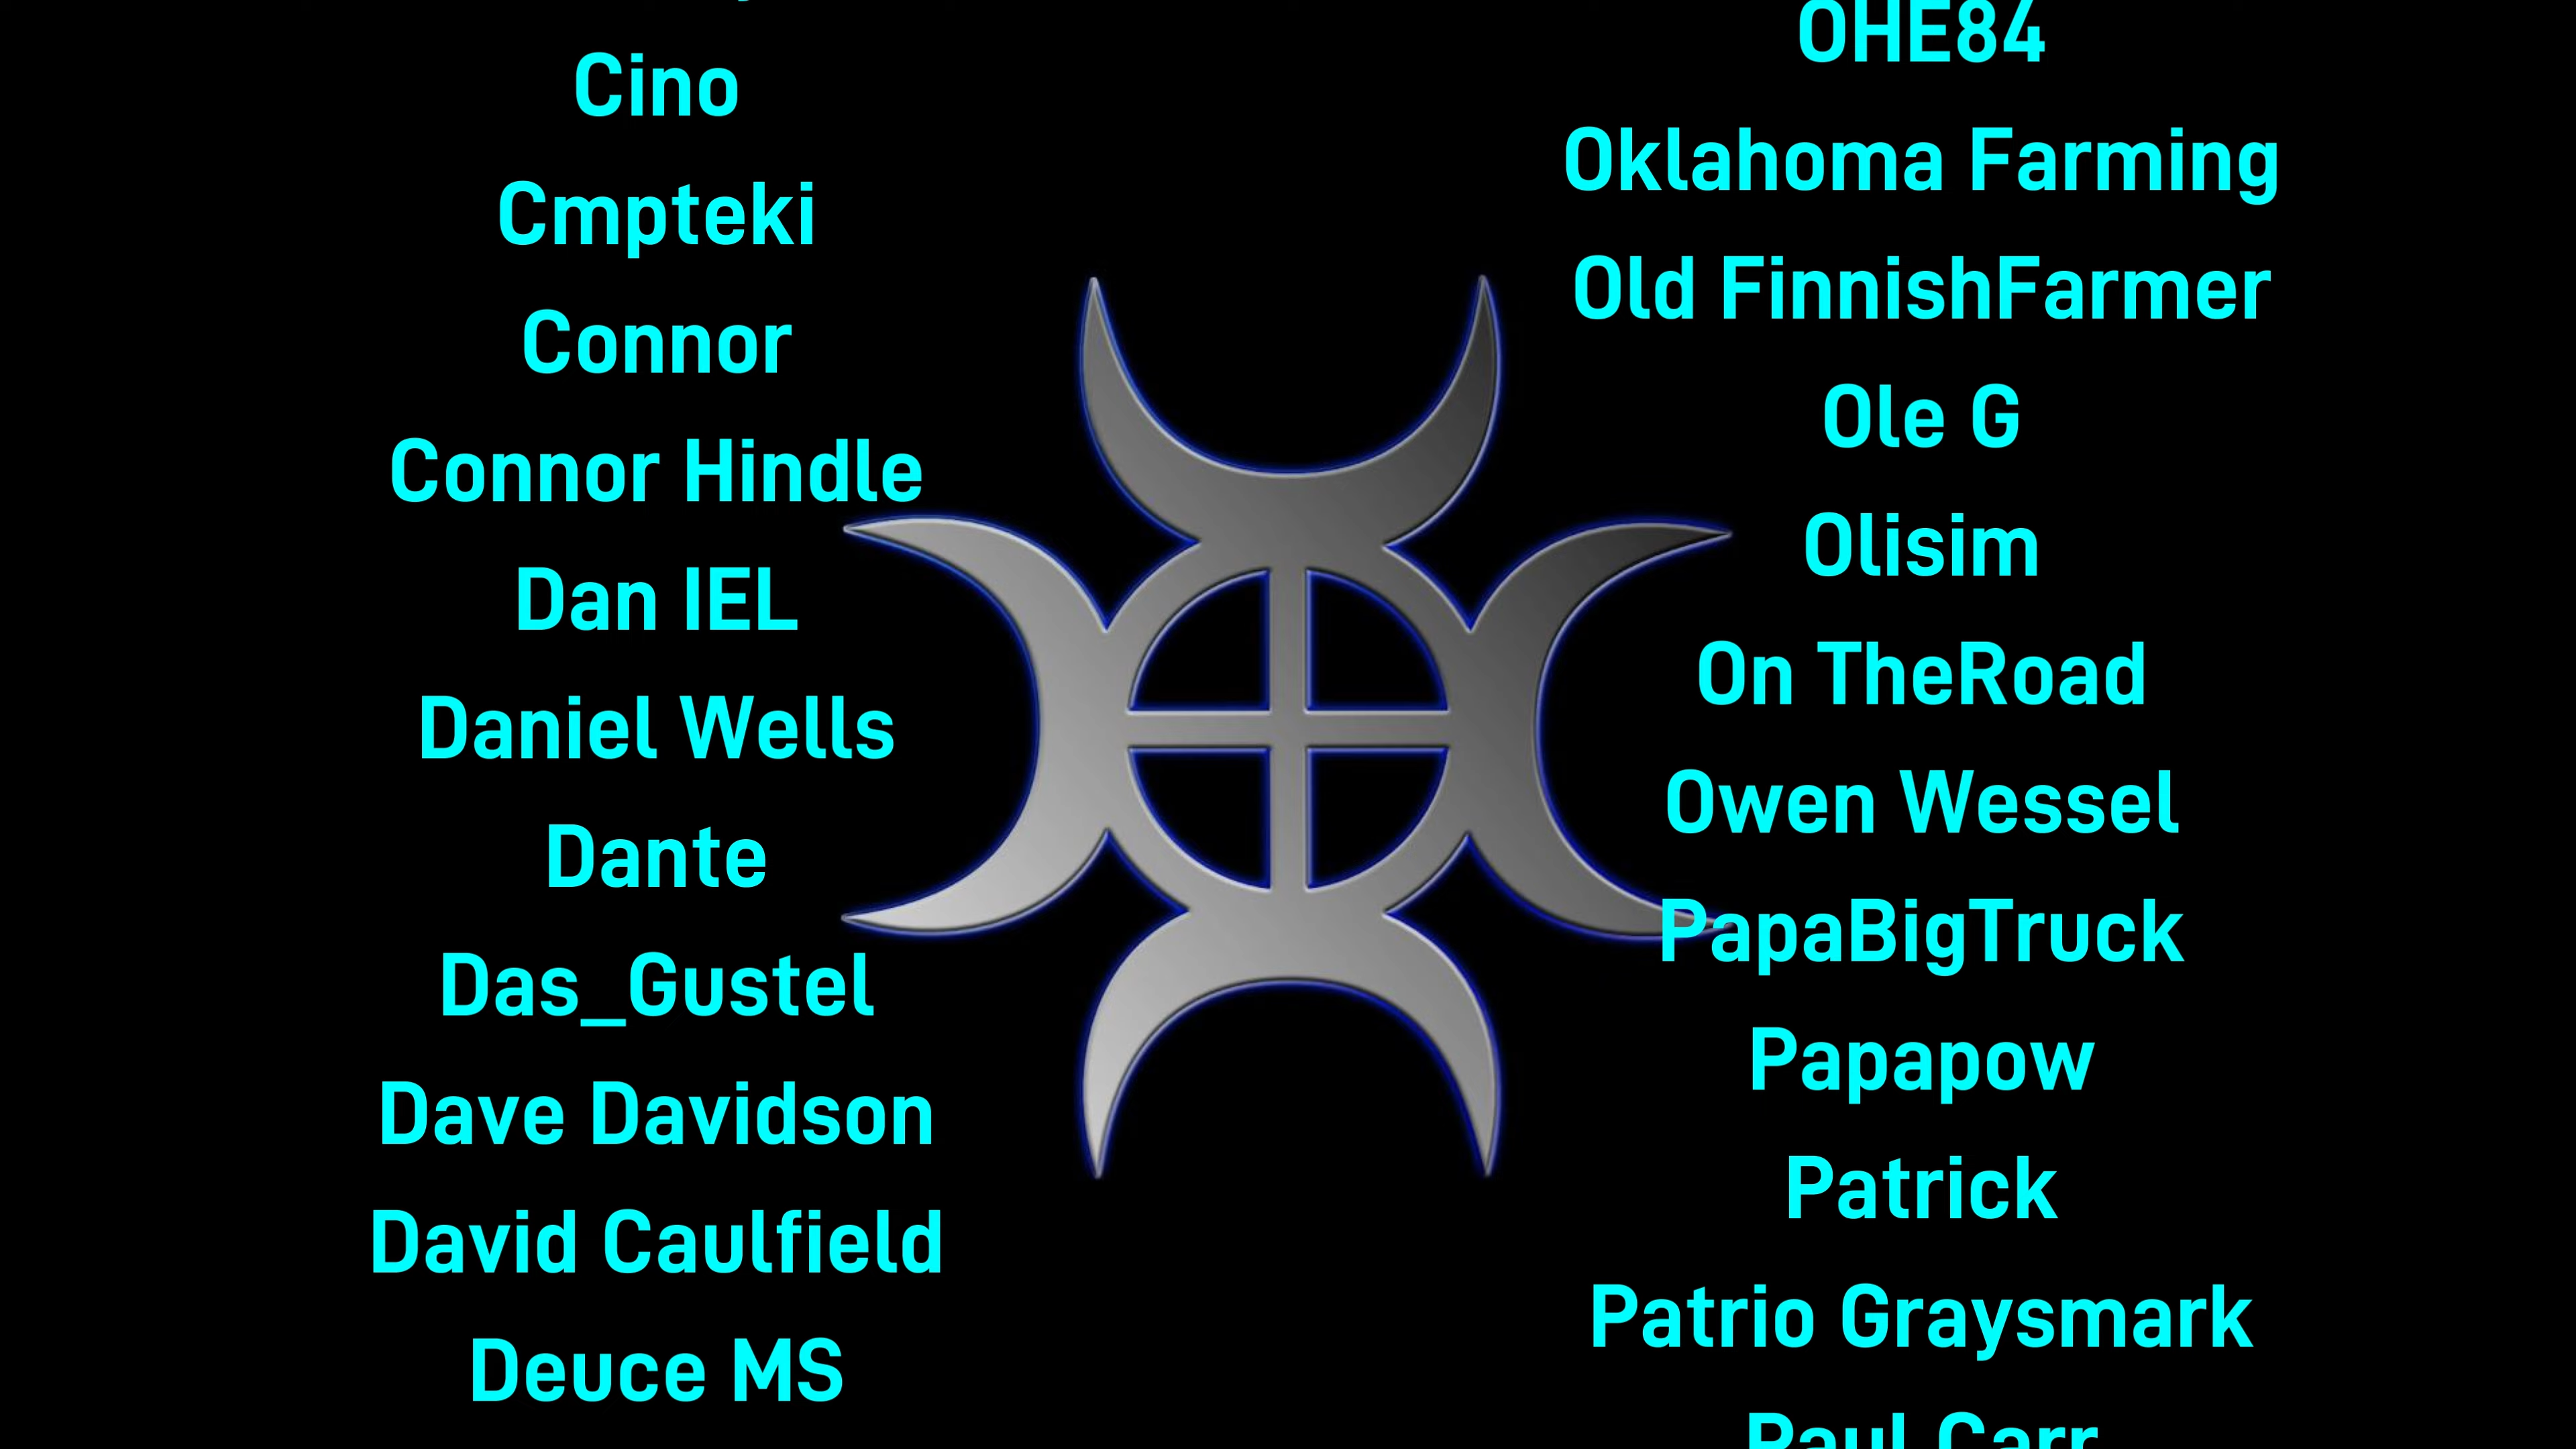 Cino
Cmpteki
Connor
Connor Hindle
Dan IEL
Daniel Wells
Dante
Das_Gustel
Dave Davidson
David Caulfield
Deuce MS
OHE84
Oklahoma Farming
Old FinnishFarmer
Ole G
Olisim
On TheRoad
Owen Wessel
PapaBigTruck
Papapow
Patrick
Patrio Graysmark
Paul Carr